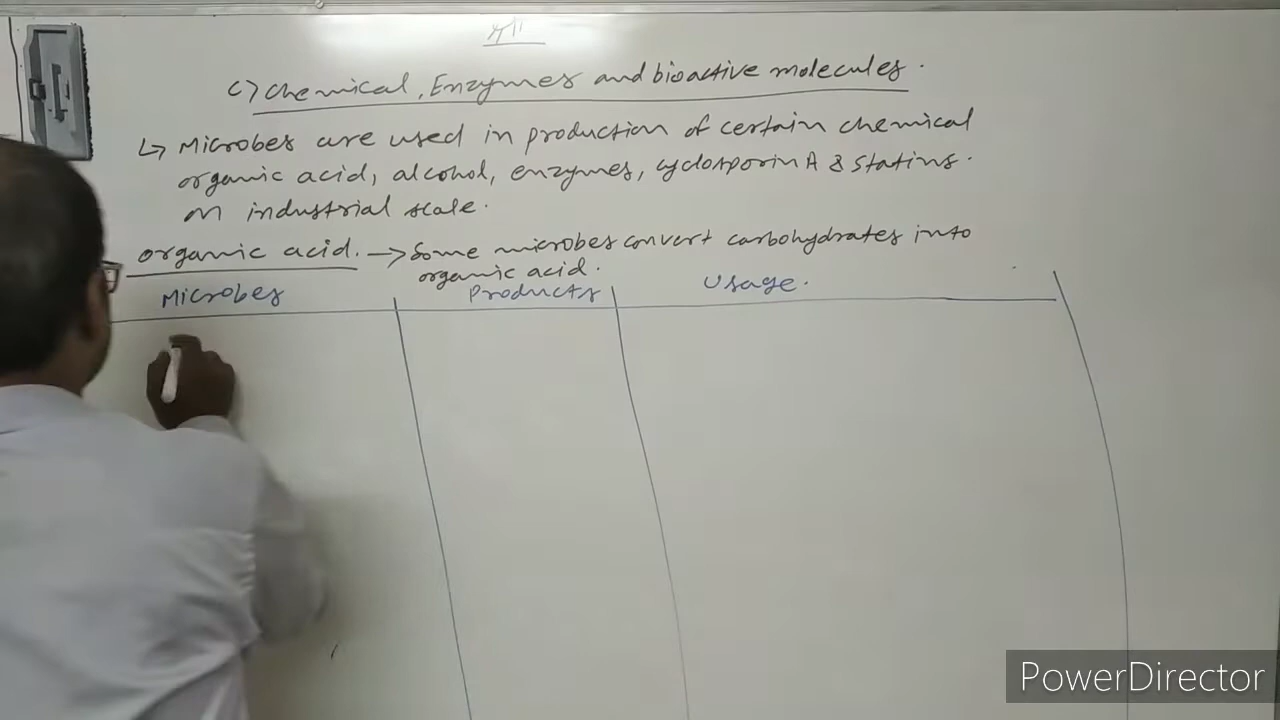 C) Chemical, Enzymes and bioactive molecules.
↳ Microbes are used in production of certain chemical
organic acid, alcohol, enzymes, cyclosporin A & Statins.
on industrial scale.
organic acid. → Some microbes convert carbohydrates into
organic acid.
Microbes Products Usage.
PowerDirector